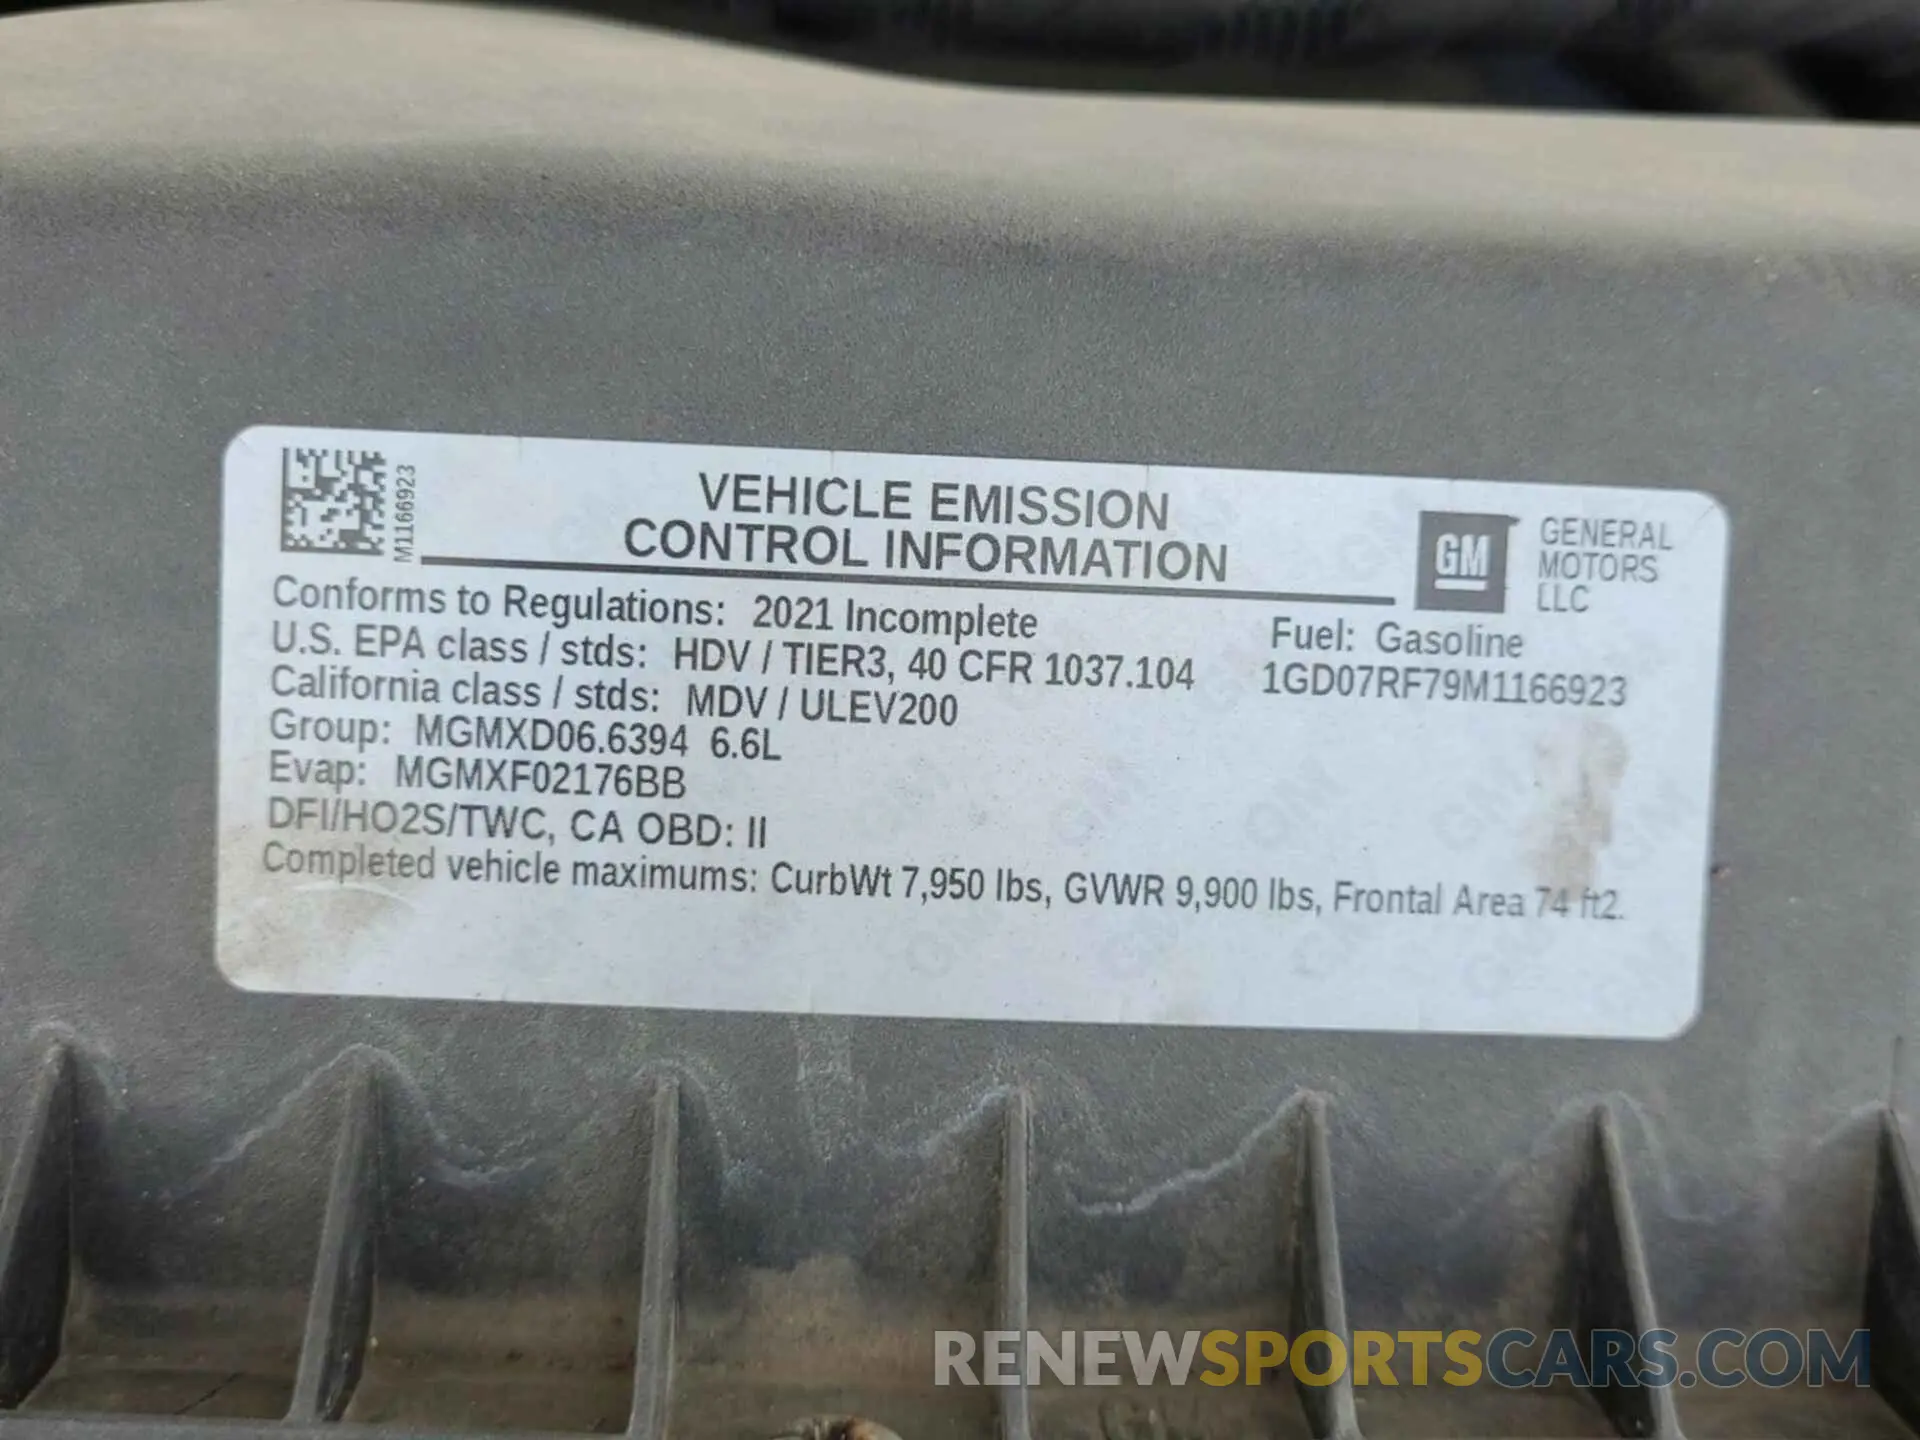 M1166923
VEHICLE EMISSION
CONTROL INFORMATION
GM
GENERAL
MOTORS
LLC
Conforms to Regulations: 2021 Incomplete
Fuel: Gasoline
U.S. EPA class / stds: HDV / TIER3, 40 CFR 1037.104
1GD07RF79M1166923
California class / stds: MDV / ULEV200
Group: MGMXD06.6394 6.6L
Evap: MGMXF02176BB
DFI/HO2S/TWC, CA OBD: II
Completed vehicle maximums: CurbWt 7,950 lbs, GVWR 9,900 lbs, Frontal Area 74 ft2.
RENEWSPORTSCARS.COM